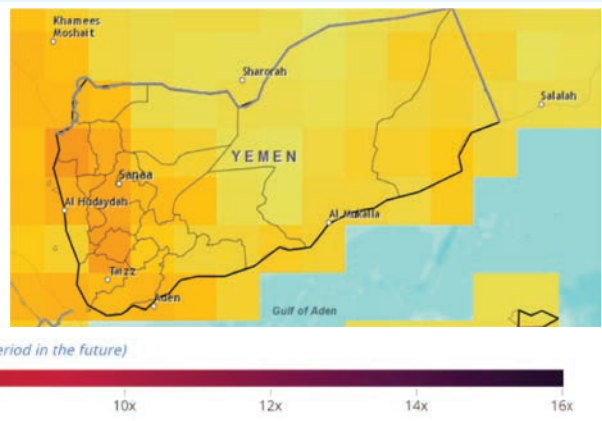 Khamees
Moshait
Sharorah
Salalah
YEMEN
Sanaa
Al Hudaydah
Al Mukalla
Taizz
Aden
Gulf of Aden
eriod in the future)
10x
12x
14x
16x